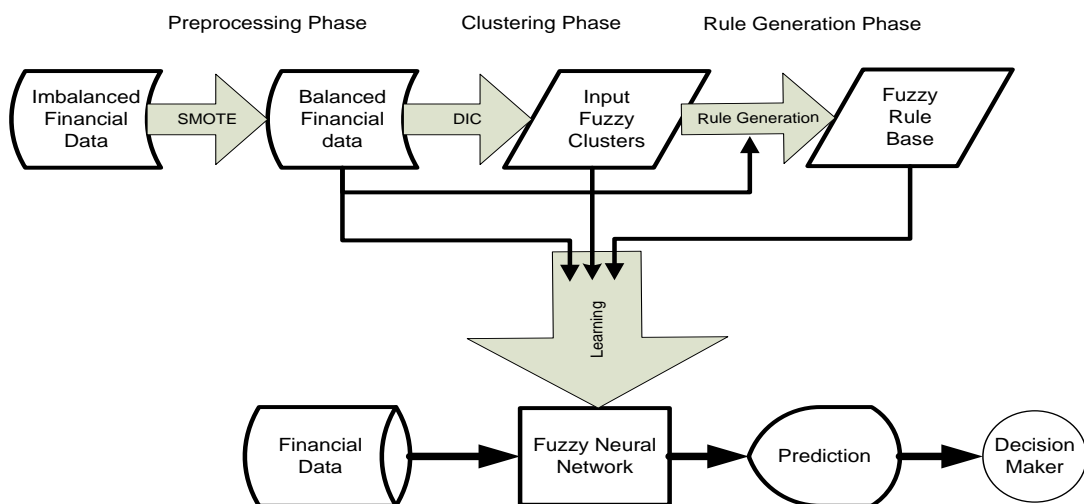 Preprocessing Phase
Clustering Phase
Rule Generation Phase
Imbalanced
Financial
Data
SMOTE
Balanced
Financial
data
DIC
Input
Fuzzy
Clusters
Rule Generation
Fuzzy
Rule
Base
Learning
Financial
Data
Fuzzy Neural
Network
Prediction
Decision
Maker